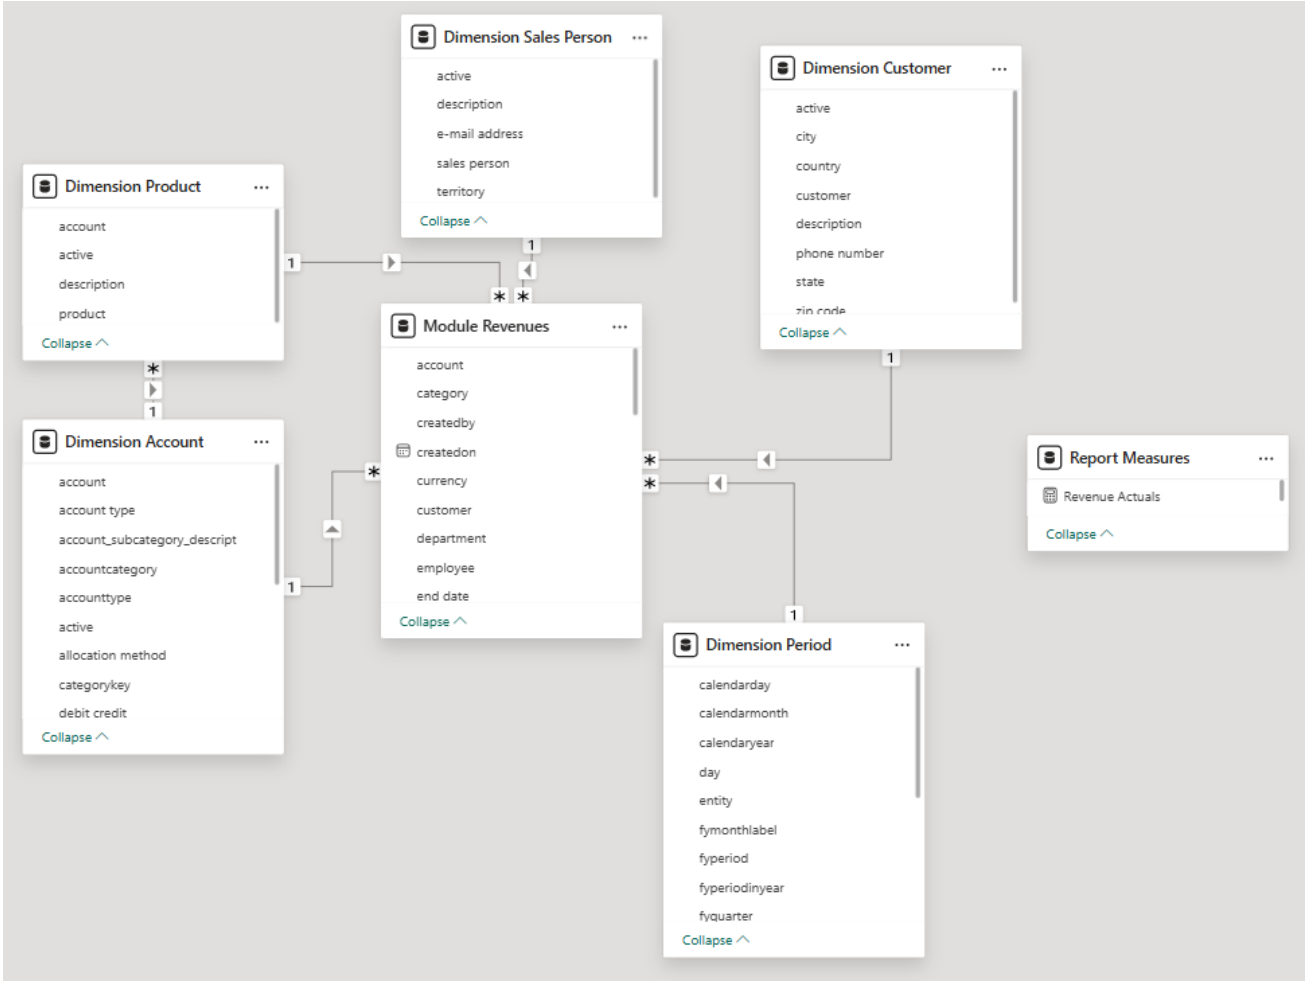 Dimension Sales Person ...
active
description
e-mail address
sales person
territory
Collapse
1
Dimension Customer ...
active
city
country
customer
description
phone number
state
zip code
Collapse
1
Dimension Product ...
account
active
description
product
Collapse
1
*
*
*
1
Module Revenues ...
account
category
createdby
createdon
currency
customer
department
employee
end date
Collapse
*
*
*
Dimension Account ...
account
account type
account_subcategory_descript
accountcategory
accounttype
active
allocation method
categorykey
debit credit
Collapse
1
Report Measures ...
Revenue Actuals
Collapse
1
Dimension Period ...
calendarday
calendarmonth
calendaryear
day
entity
fymonthlabel
fyperiod
fyperiodinyear
fyquarter
Collapse